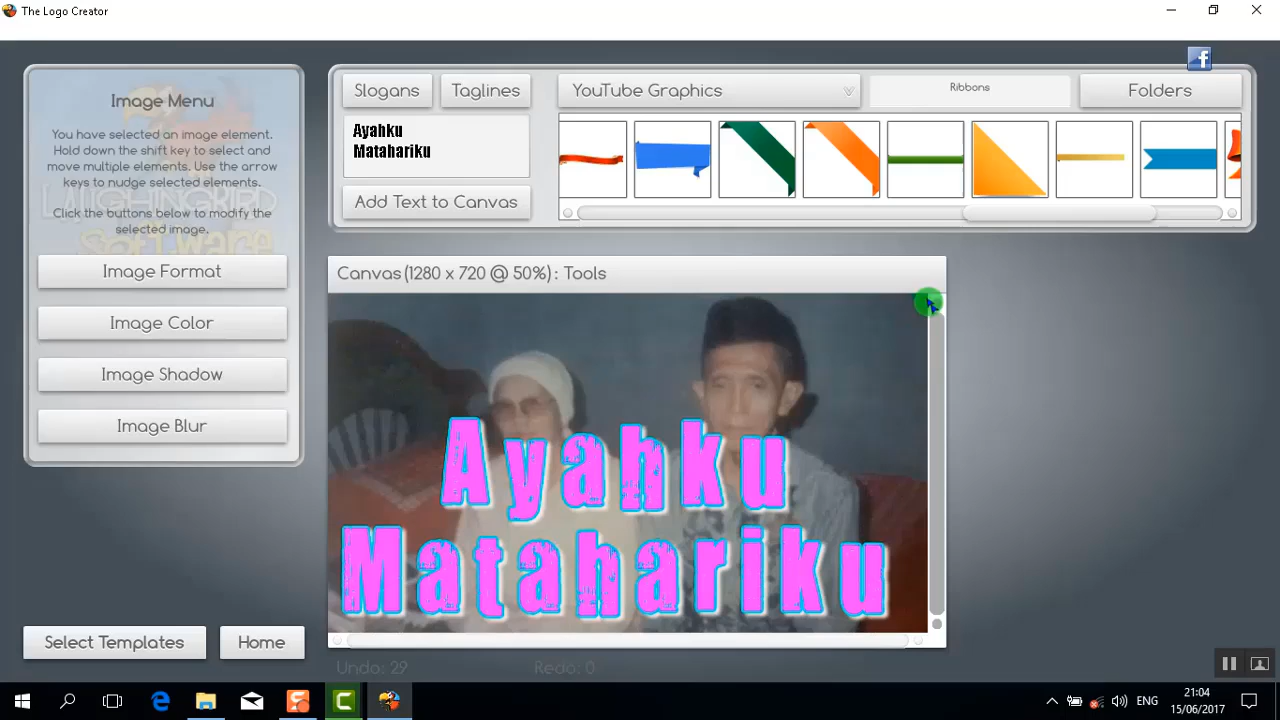 The Logo Creator
Image Menu
You have selected an image element.
Hold down the shift key to select and
move multiple elements. Use the arrow
keys to nudge selected elements.
Click the buttons below to modify the
selected image.
Image Format
Image Color
Image Shadow
Image Blur
Select Templates
Home
Slogans
Taglines
YouTube Graphics
Ribbons
Folders
Ayahku
Matahariku
Add Text to Canvas
Canvas (1280 x 720 @ 50%) : Tools
Ayahku
Matahariku
Undo: 29
Redo: 0
ENG
21:04
15/06/2017